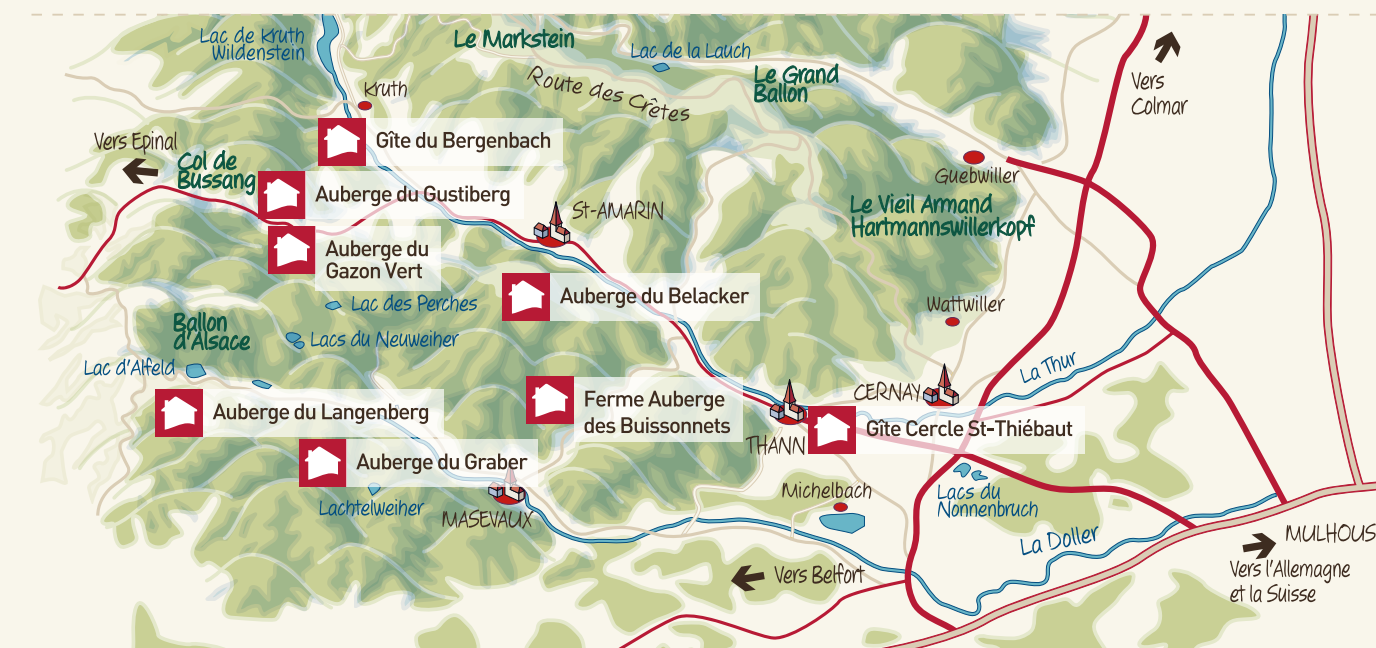 Lac de Kruth
Wildenstein
Le Markstein
Lac de la Lauch
Le Grand
Ballon
Vers
Colmar
Kruth
Route des Crêtes
Vers Epinal
Gîte du Bergenbach
Col de
Bussang
Guebwiller
Auberge du Gustiberg
St-AMARIN
Le Vieil Armand
Hartmannswillerkopf
Auberge du
Gazon Vert
Auberge du Belacker
Lac des Perches
Wattwiller
Ballon
d'Alsace
Lacs du Neuweiher
Lac d'Alfeld
La Thur
CERNAY
Auberge du Langenberg
Ferme Auberge
des Buissonnets
THANN
Gîte Cercle St-Thiébaut
Auberge du Graber
Michelbach
Lacs du
Nonnenbruch
Lachtelweiher
MASEVAUX
La Doller
MULHOUS
Vers Belfort
Vers l'Allemagne
et la Suisse